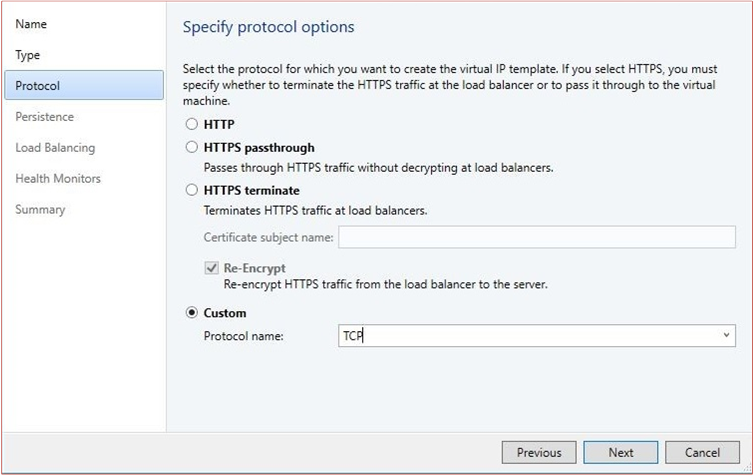 Name
Type
Protocol
Persistence
Load Balancing
Health Monitors
Summary
Specify protocol options
Select the protocol for which you want to create the virtual IP template. If you select HTTPS, you must
specify whether to terminate the HTTPS traffic at the load balancer or to pass it through to the virtual
machine.
HTTP
HTTPS passthrough
Passes through HTTPS traffic without decrypting at load balancers.
HTTPS terminate
Terminates HTTPS traffic at load balancers.
Certificate subject name:
Re-Encrypt
Re-encrypt HTTPS traffic from the load balancer to the server.
Custom
Protocol name: TCP
Previous Next Cancel